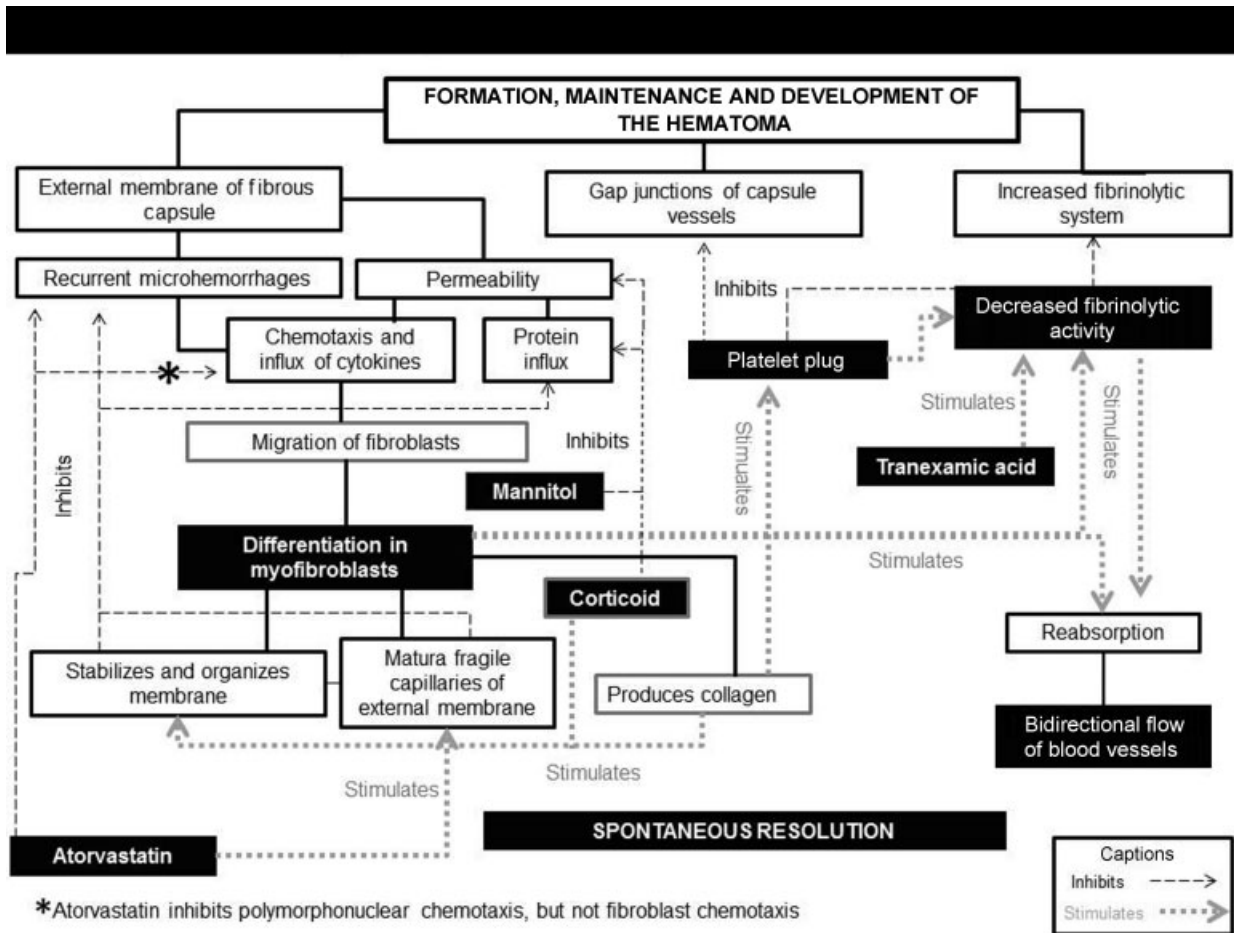 FORMATION, MAINTENANCE AND DEVELOPMENT OF
THE HEMATOMA
External membrane of fibrous
capsule
Gap junctions of capsule
vessels
Increased fibrinolytic
system
Recurrent microhemorrhages
Permeability
Inhibits
Decreased fibrinolytic
activity
Chemotaxis and
influx of cytokines
Protein
influx
Platelet plug
*
Stimulates
Migration of fibroblasts
Inhibits
Stimualtes
Stimulates
Tranexamic acid
Inhibits
Mannitol
Differentiation in
myofibroblasts
Stimulates
Corticoid
Reabsorption
Stabilizes and organizes
membrane
Matura fragile
capillaries of
external membrane
Produces collagen
Bidirectional flow
of blood vessels
Stimulates
Stimulates
SPONTANEOUS RESOLUTION
Atorvastatin
Captions
Inhibits
Stimulates
*Atorvastatin inhibits polymorphonuclear chemotaxis, but not fibroblast chemotaxis